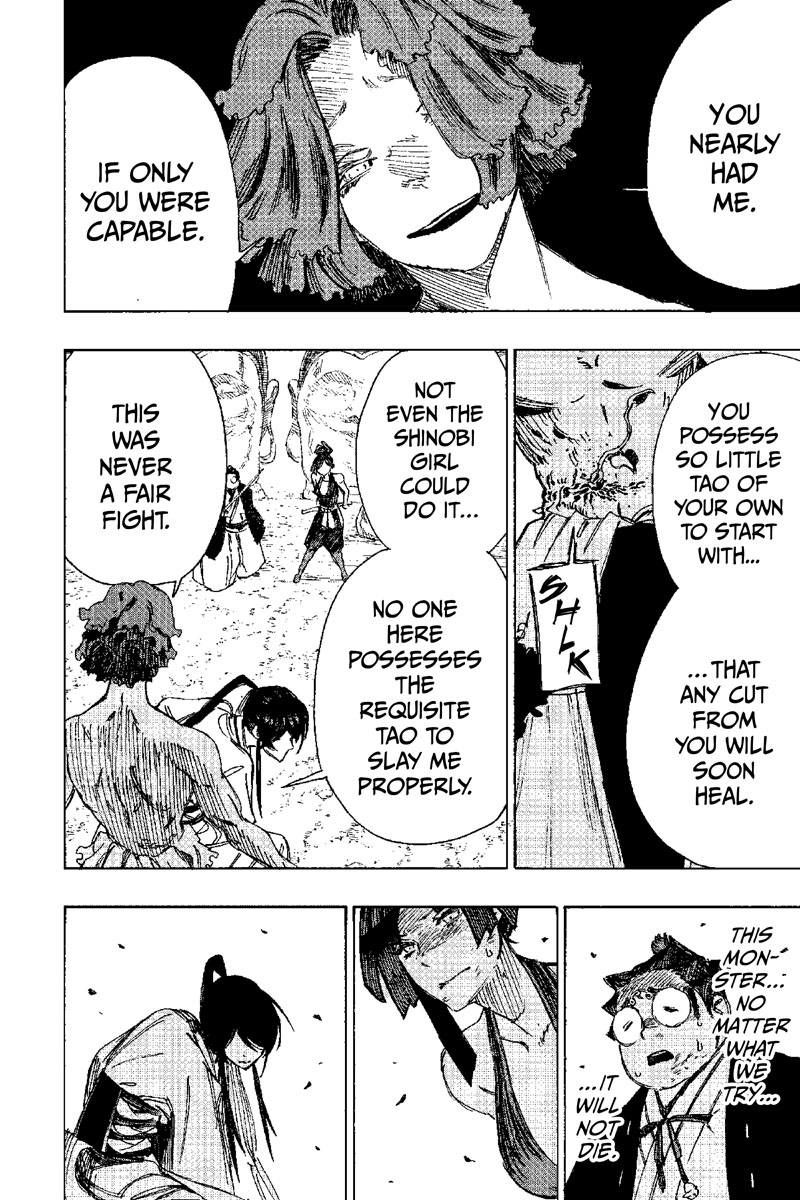 YOU
NEARLY
HAD
ME.
IF ONLY
YOU WERE
CAPABLE.
YOU
POSSESS
SO LITTLE
TAO OF
YOUR OWN
TO START
WITH...
...THAT
ANY CUT
FROM
YOU WILL
SOON
HEAL.
SHLK
NOT
EVEN THE
SHINOBI
GIRL
COULD
DO IT...
NO ONE
HERE
POSSESSES
THE
REQUISITE
TAO TO
SLAY ME
PROPERLY.
THIS
WAS
NEVER
A FAIR
FIGHT.
THIS
MON-
STER...
NO
MATTER
WHAT
WE
TRY...
...IT
WILL
NOT
DIE.